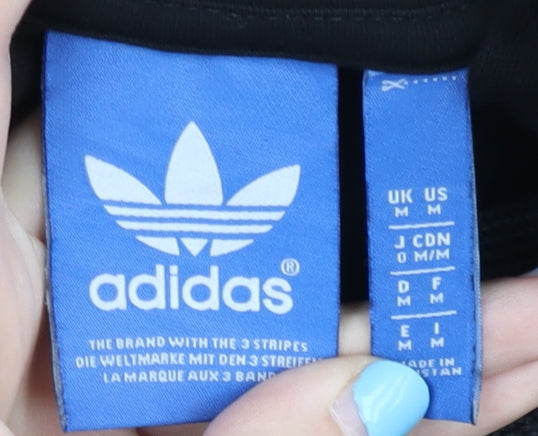 adidas®
THE BRAND WITH THE 3 STRIPES
DIE WELTMARKE MIT DEN 3 STREIFEN
LA MARQUE AUX 3
UK US
M M
J CDN
O M/M
D F
M M
E I
M M
MADE IN